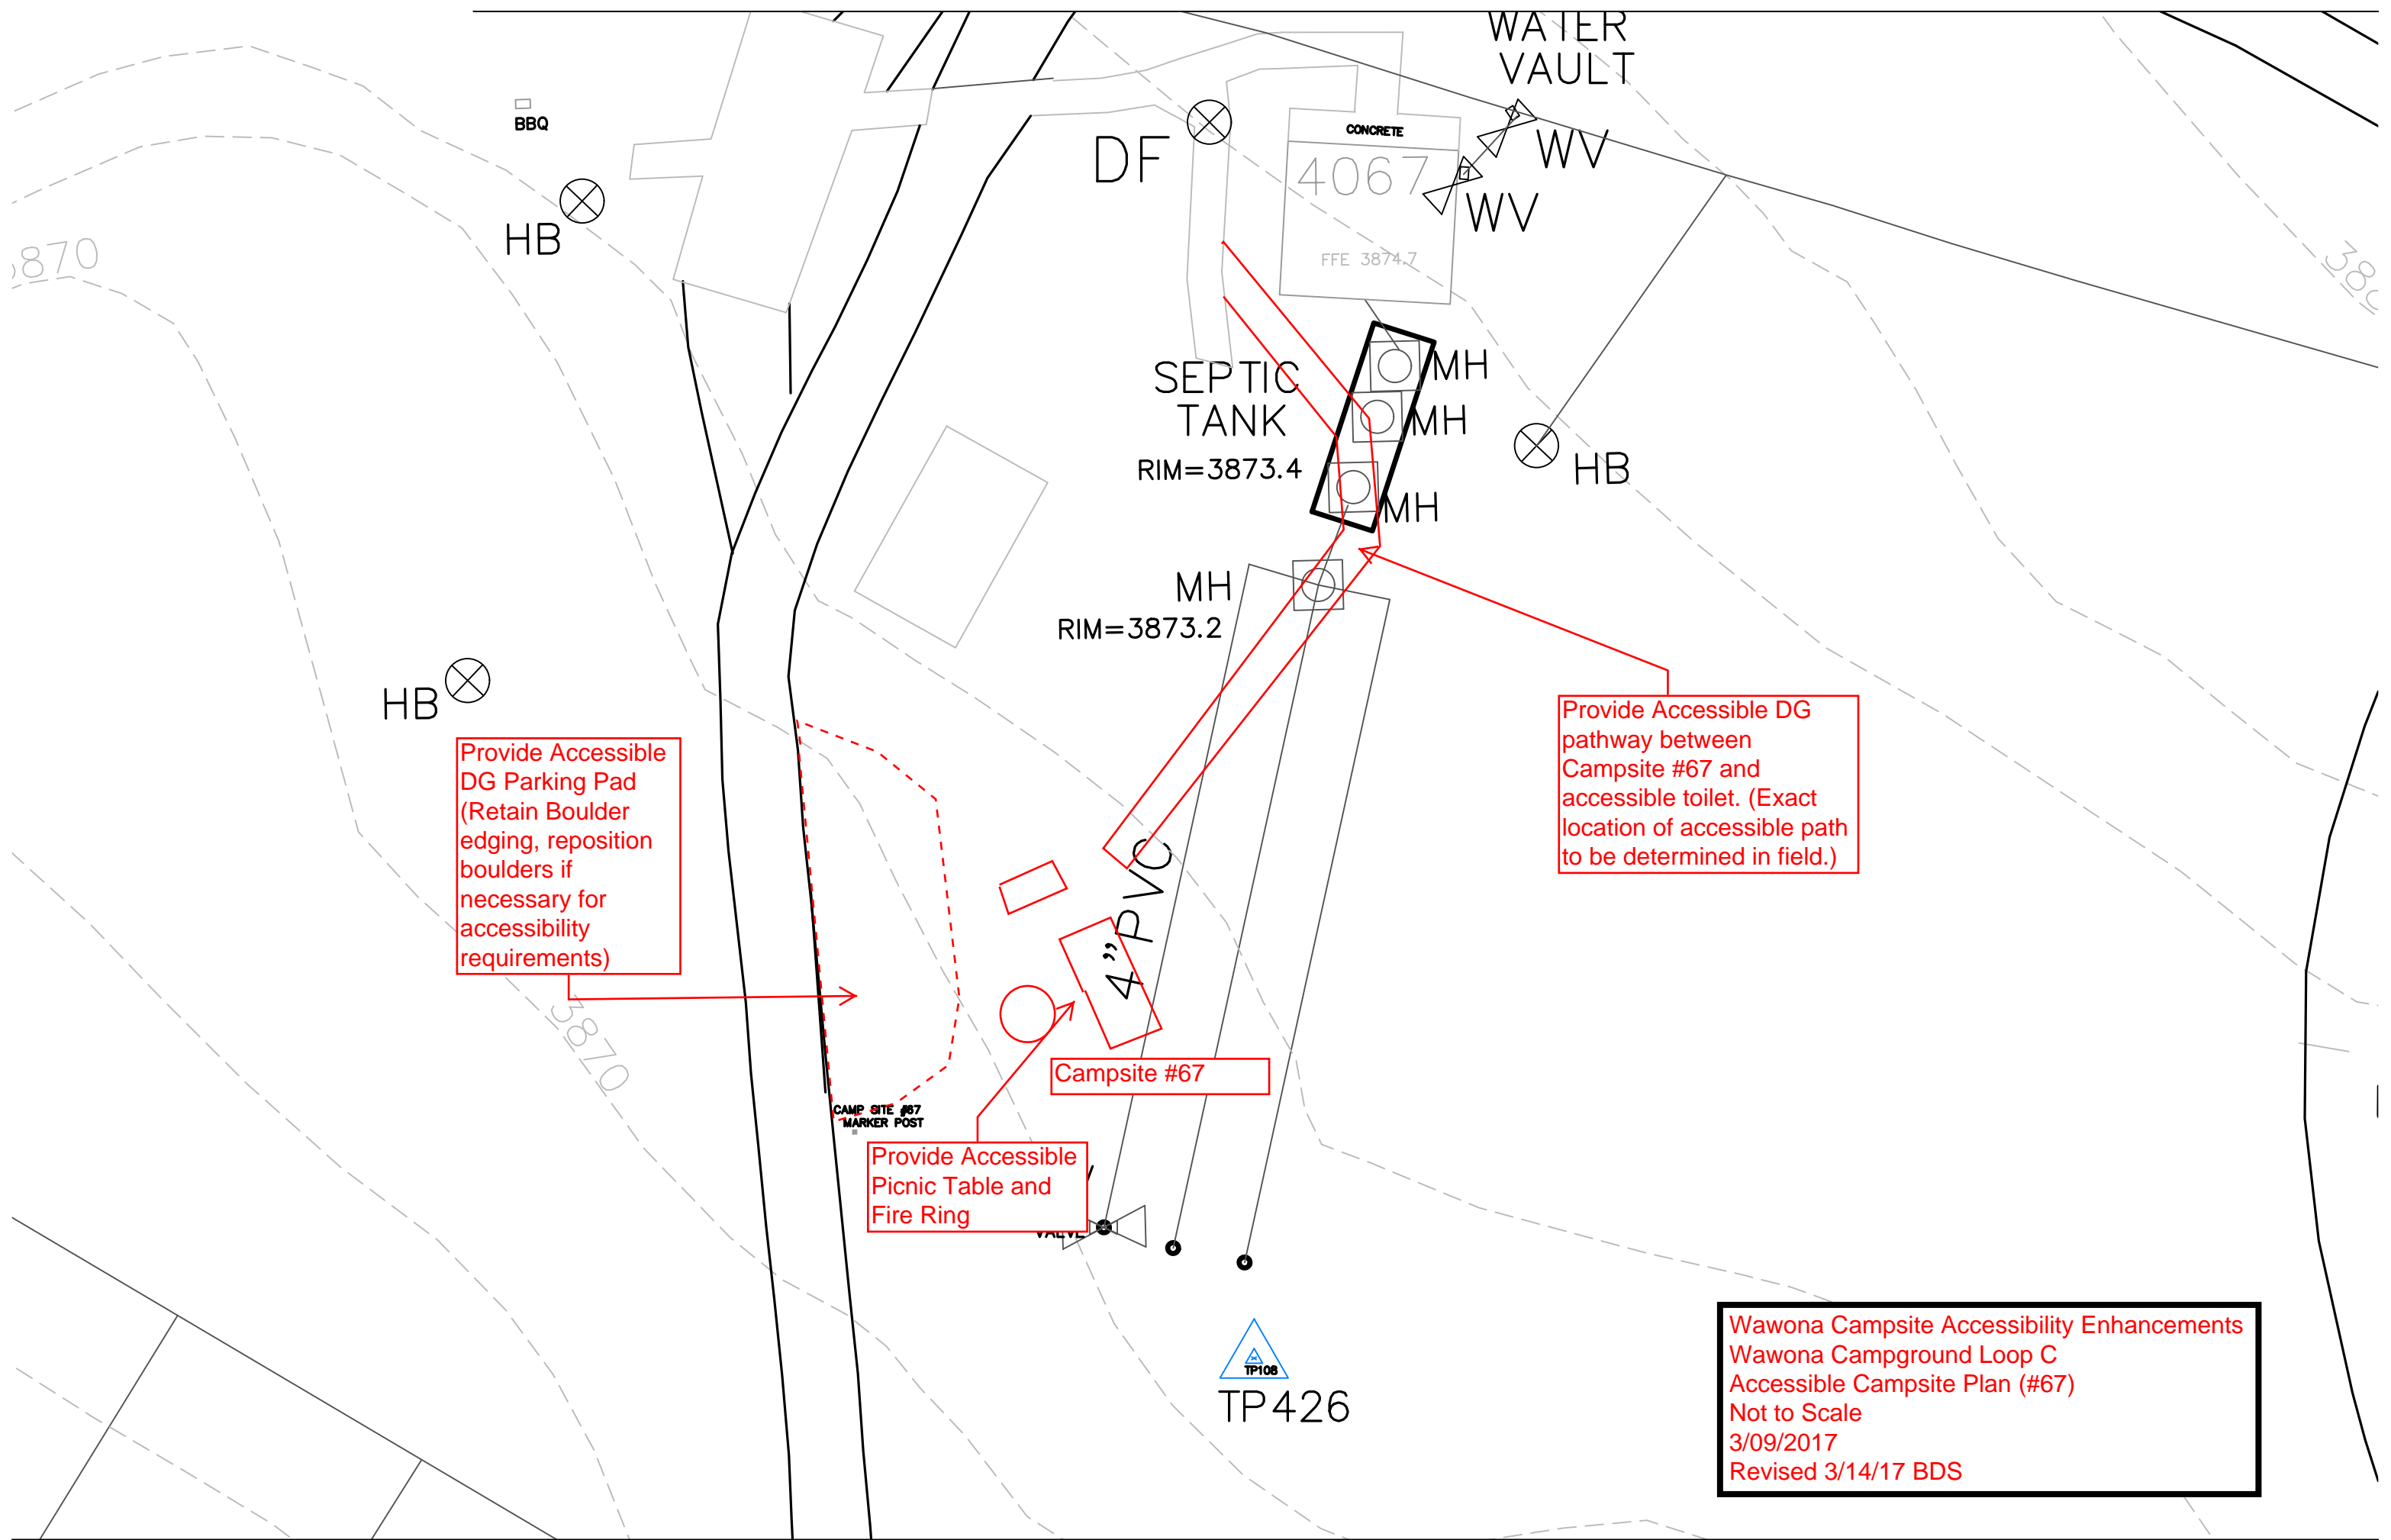 WATER
VAULT
BBQ
DF
CONCRETE
4067
WV
WV
HB
FFE 3874.7
SEPTIC
TANK
RIM=3873.4
MH
MH
MH
HB
MH
RIM=3873.2
HB
Provide Accessible
DG Parking Pad
(Retain Boulder
edging, reposition
boulders if
necessary for
accessibility
requirements)
Provide Accessible DG
pathway between
Campsite #67 and
accessible toilet. (Exact
location of accessible path
to be determined in field.)
4"PVC
3870
Campsite #67
CAMP SITE #67
MARKER POST
Provide Accessible
Picnic Table and
Fire Ring
VALVE
TP108
TP426
Wawona Campsite Accessibility Enhancements
Wawona Campground Loop C
Accessible Campsite Plan (#67)
Not to Scale
3/09/2017
Revised 3/14/17 BDS